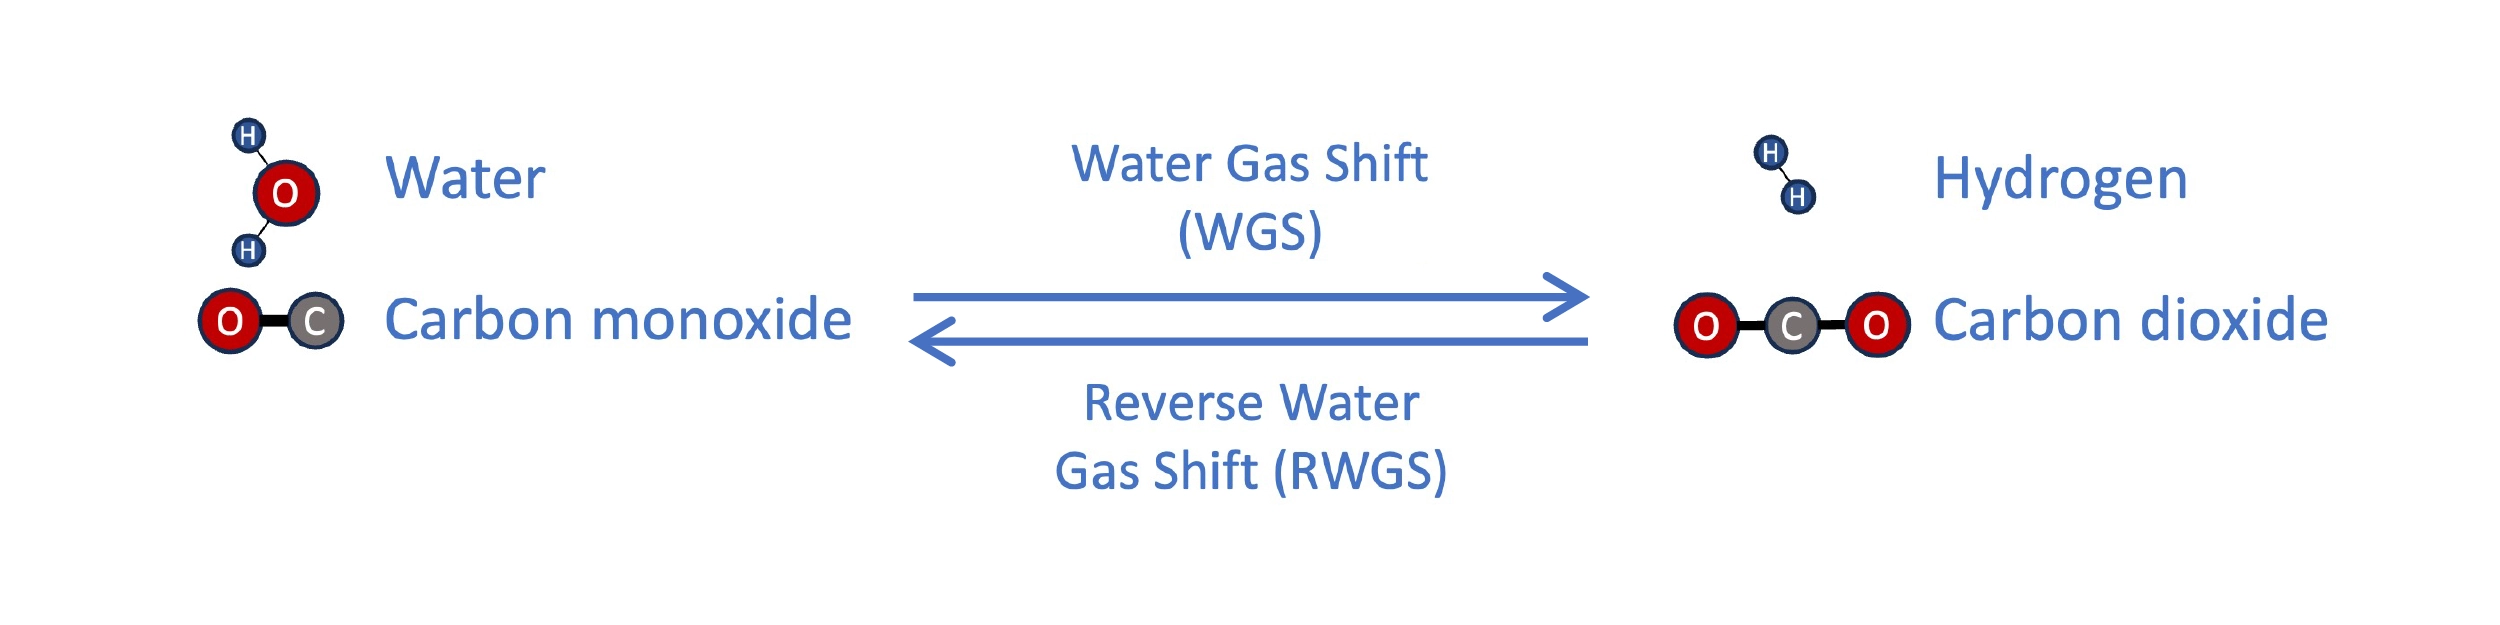 H
O
H
Water
O C
Carbon monoxide
Water Gas Shift
(WGS)
Reverse Water
Gas Shift (RWGS)
H
H
Hydrogen
O C O
Carbon dioxide